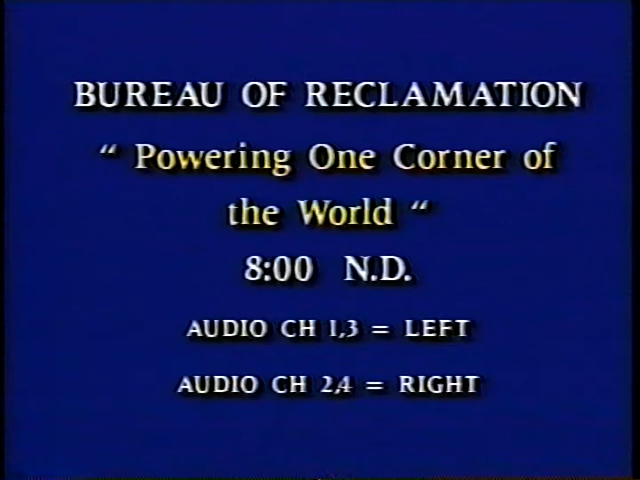 BUREAU OF RECLAMATION
“ Powering One Corner of
the World “
8:00 N.D.
AUDIO CH 1,3 = LEFT
AUDIO CH 2,4 = RIGHT